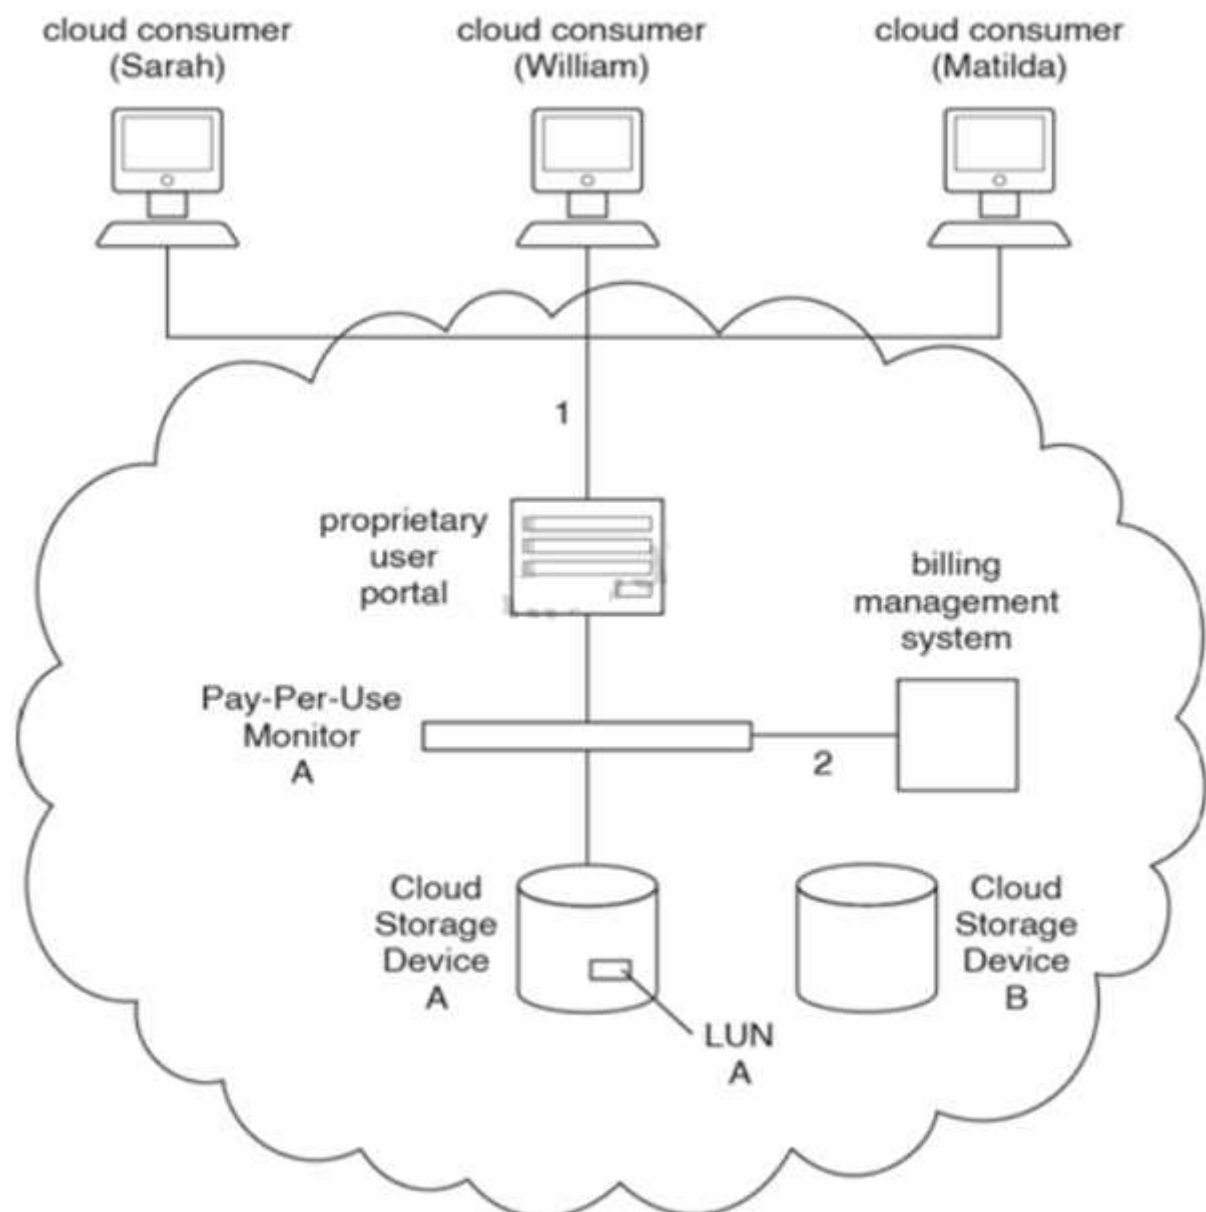 cloud consumer
(Sarah)
cloud consumer
(William)
cloud consumer
(Matilda)
1
proprietary
user
portal
billing
management
system
Pay-Per-Use
Monitor
A
2
Cloud
Storage
Device
A
Cloud
Storage
Device
B
LUN
A